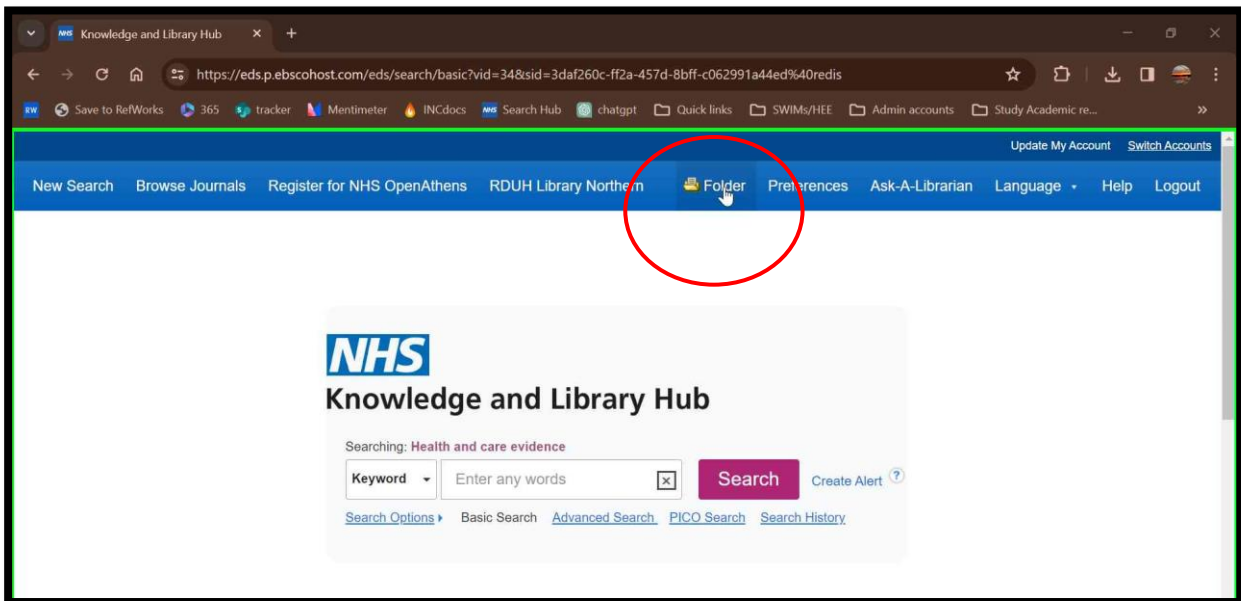 NHS Knowledge and Library Hub
https://eds.p.ebscohost.com/eds/search/basic?vid=34&sid=3daf260c-ff2a-457d-8bff-c062991a44ed%40redis
RW Save to RefWorks 365 tracker Mentimeter INCdocs Search Hub chatgpt Quick links SWIMs/HEE Admin accounts Study Academic re... »
Update My Account Switch Accounts
New Search Browse Journals Register for NHS OpenAthens RDUH Library Northern Folder Preferences Ask-A-Librarian Language Help Logout
NHS
Knowledge and Library Hub
Searching: Health and care evidence
Keyword Enter any words Search Create Alert ?
Search Options Basic Search Advanced Search PICO Search Search History